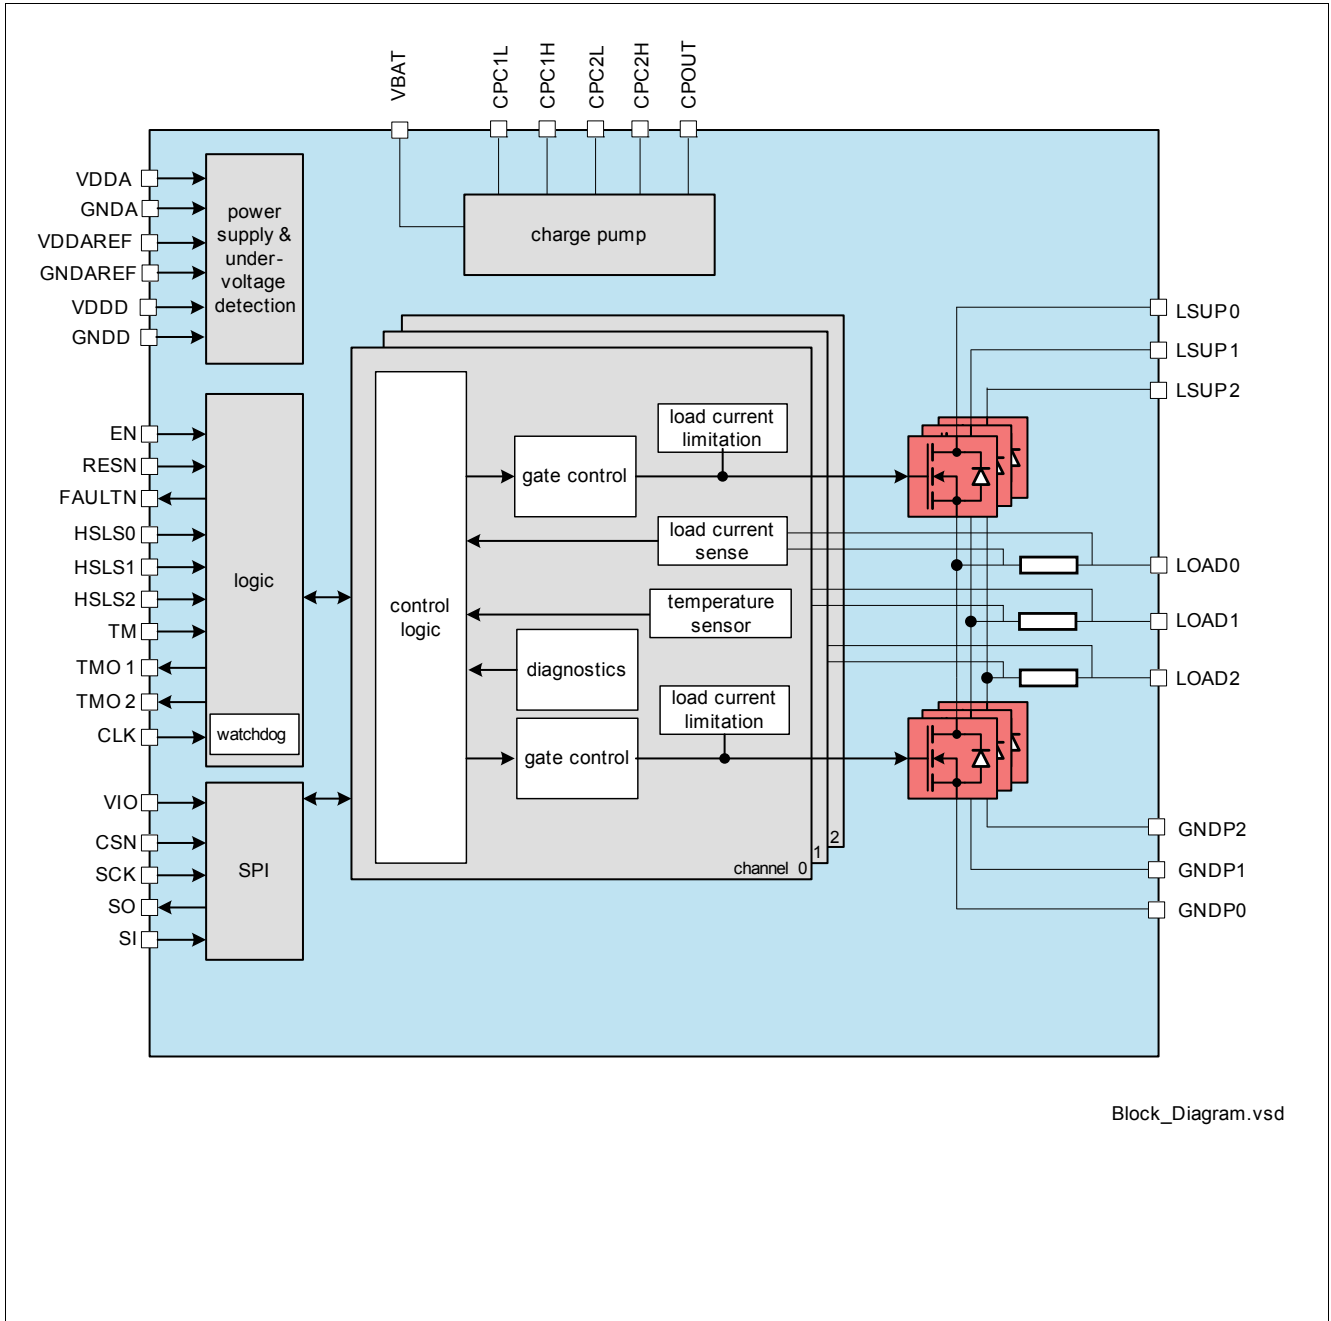 VBAT
CPC1L
CPC1H
CPC2L
CPC2H
CPOUT
VDDA
GNDA
VDDAREF
GNDAREF
VDDD
GNDD
power
supply &
under-
voltage
detection
charge pump
LSUP0
LSUP1
LSUP2
EN
RESN
FAULTN
HSLS0
HSLS1
HSLS2
TM
TMO 1
TMO 2
CLK
logic
watchdog
control
logic
gate control
load current
limitation
load current
sense
temperature
sensor
diagnostics
load current
limitation
gate control
channel 0
1
2
LOAD0
LOAD1
LOAD2
VIO
CSN
SCK
SO
SI
SPI
GNDP2
GNDP1
GNDP0
Block_Diagram.vsd